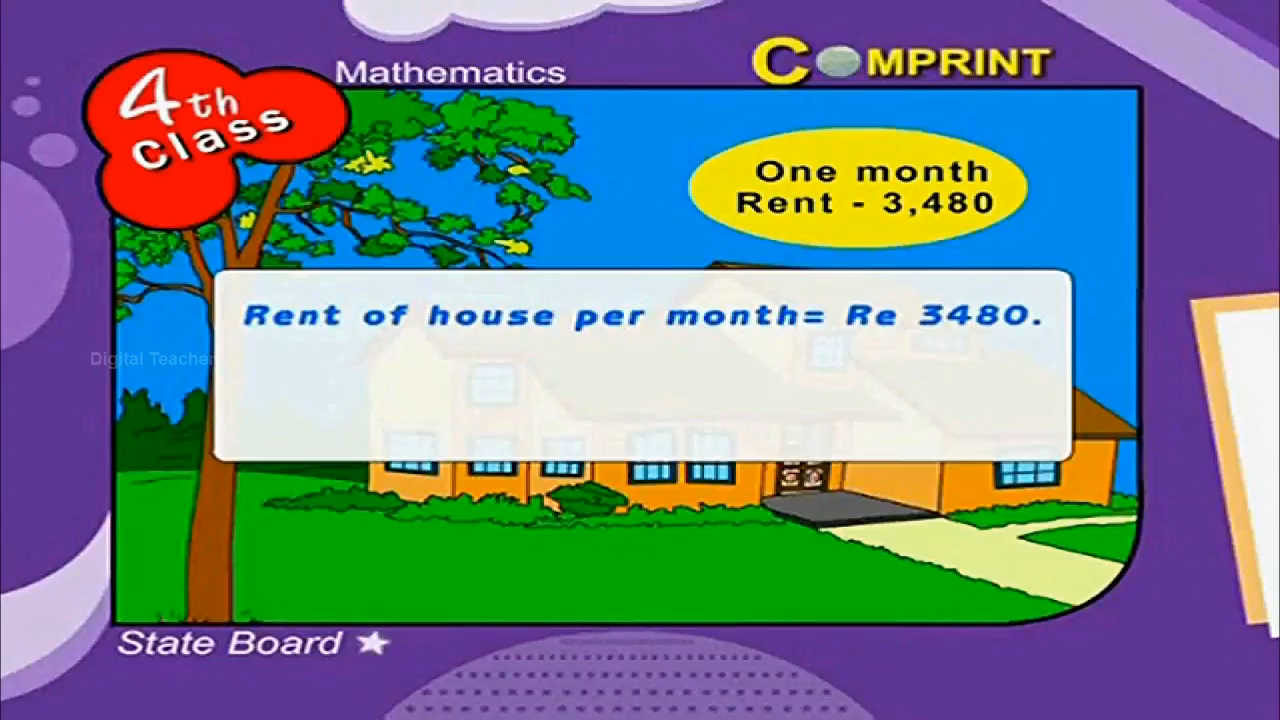 4th
Class
Mathematics
COMPRINT
One month
Rent - 3,480
Rent of house per month= Re 3480.
Digital Teacher
State Board